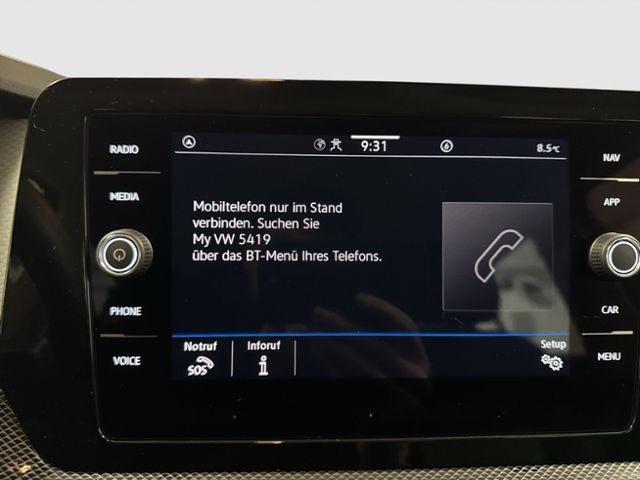 RADIO
MEDIA
PHONE
VOICE
9:31
8.5°C
Mobiltelefon nur im Stand
verbinden. Suchen Sie
My VW 5419
über das BT-Menü Ihres Telefons.
Notruf
SOS
Inforuf
i
Setup
NAV
APP
CAR
MENU